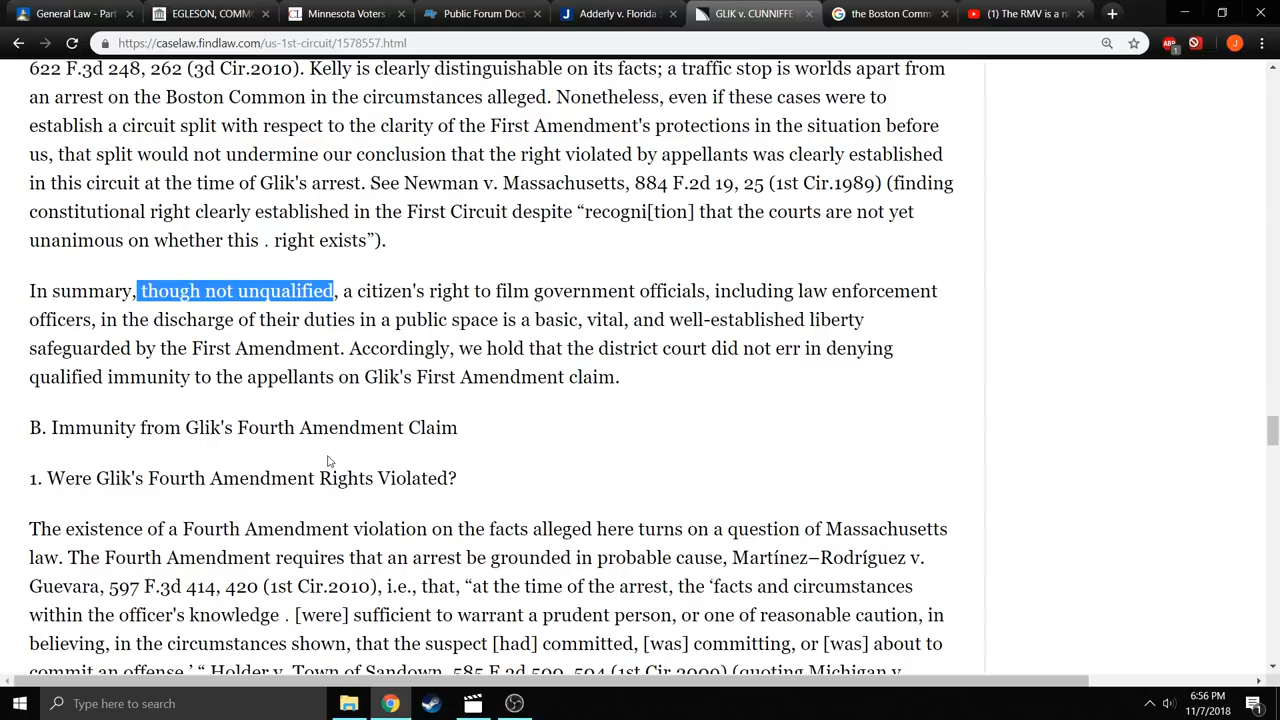 General Law - Part
EGLESON, COMM
Minnesota Voters
Public Forum Doc
Adderly v. Florida
GLIK v. CUNNIFFE
the Boston Comm
(1) The RMV is a n
https://caselaw.findlaw.com/us-1st-circuit/1578557.html
ABP
1
J
622 F.3d 248, 262 (3d Cir.2010). Kelly is clearly distinguishable on its facts; a traffic stop is worlds apart from
an arrest on the Boston Common in the circumstances alleged. Nonetheless, even if these cases were to
establish a circuit split with respect to the clarity of the First Amendment's protections in the situation before
us, that split would not undermine our conclusion that the right violated by appellants was clearly established
in this circuit at the time of Glik's arrest. See Newman v. Massachusetts, 884 F.2d 19, 25 (1st Cir.1989) (finding
constitutional right clearly established in the First Circuit despite “recogni[tion] that the courts are not yet
unanimous on whether this . right exists”).
In summary, though not unqualified, a citizen's right to film government officials, including law enforcement
officers, in the discharge of their duties in a public space is a basic, vital, and well-established liberty
safeguarded by the First Amendment. Accordingly, we hold that the district court did not err in denying
qualified immunity to the appellants on Glik's First Amendment claim.
B. Immunity from Glik's Fourth Amendment Claim
1. Were Glik's Fourth Amendment Rights Violated?
The existence of a Fourth Amendment violation on the facts alleged here turns on a question of Massachusetts
law. The Fourth Amendment requires that an arrest be grounded in probable cause, Martínez–Rodríguez v.
Guevara, 597 F.3d 414, 420 (1st Cir.2010), i.e., that, “at the time of the arrest, the ‘facts and circumstances
within the officer's knowledge . [were] sufficient to warrant a prudent person, or one of reasonable caution, in
believing, in the circumstances shown, that the suspect [had] committed, [was] committing, or [was] about to
commit an offense.’ “ Holder v. Town of Sandown, 585 F.3d 500, 504 (1st Cir.2009) (quoting Michigan v.
Type here to search
6:56 PM
11/7/2018
1